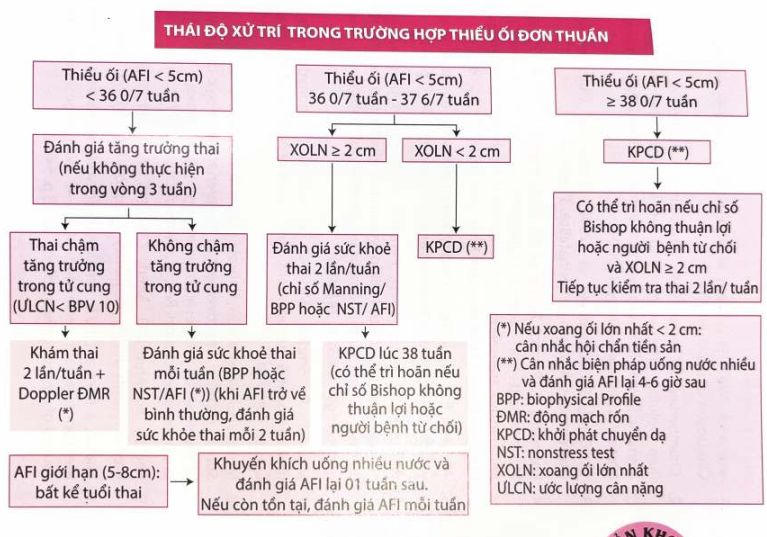 THÁI ĐỘ XỬ TRÍ TRONG TRƯỜNG HỢP THIỂU ỐI ĐƠN THUẦN
Thiểu ối (AFI < 5cm)
< 36 0/7 tuần
Đánh giá tăng trưởng thai
(nếu không thực hiện
trong vòng 3 tuần)
Thai chậm
tăng trưởng
trong tử cung
(ƯLCN< BPV 10)
Khám thai
2 lần/tuần +
Doppler ĐMR
(*)
Không chậm
tăng trưởng
trong tử cung
Đánh giá sức khoẻ thai
mỗi tuần (BPP hoặc
NST/AFI (*)) (khi AFI trở về
bình thường, đánh giá
sức khỏe thai mỗi 2 tuần)
Thiểu ối (AFI < 5cm)
36 0/7 tuần - 37 6/7 tuần
XOLN ≥ 2 cm
Đánh giá sức khoẻ
thai 2 lần/tuần
(chỉ số Manning/
BPP hoặc NST/ AFI)
KPCD lúc 38 tuần
(có thể trì hoãn nếu
chỉ số Bishop không
thuận lợi hoặc
người bệnh từ chối)
XOLN < 2 cm
KPCD (**)
Thiểu ối (AFI < 5cm)
≥ 38 0/7 tuần
KPCD (**)
Có thể trì hoãn nếu chỉ số
Bishop không thuận lợi
hoặc người bệnh từ chối
và XOLN ≥ 2 cm
Tiếp tục kiểm tra thai 2 lần/ tuần
AFI giới hạn (5-8cm):
bất kể tuổi thai
Khuyến khích uống nhiều nước và
đánh giá AFI lại 01 tuần sau.
Nếu còn tồn tại, đánh giá AFI mỗi tuần
(*) Nếu xoang ối lớn nhất < 2 cm:
cân nhắc hội chẩn tiền sản
(**) Cân nhắc biện pháp uống nước nhiều
và đánh giá AFI lại 4-6 giờ sau
BPP: biophysical Profile
ĐMR: động mạch rốn
KPCD: khởi phát chuyển dạ
NST: nonstress test
XOLN: xoang ối lớn nhất
ƯLCN: ước lượng cân nặng